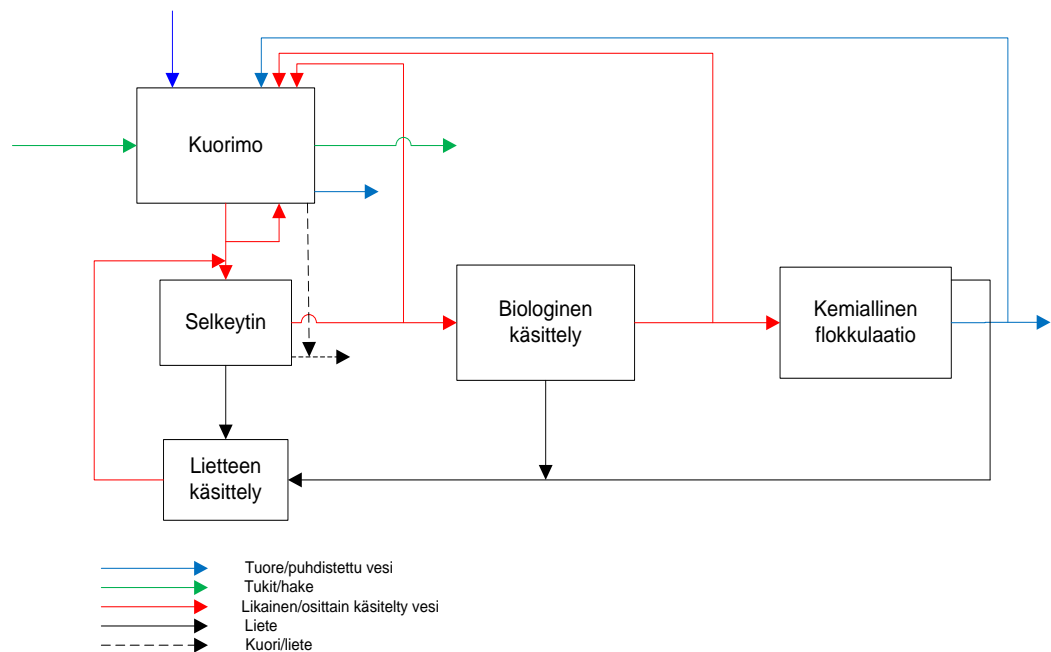 Kuorimo
Selkeytin
Biologinen
käsittely
Kemiallinen
flokkulaatio
Lietteen
käsittely
Tuore/puhdistettu vesi
Tukit/hake
Likainen/osittain käsitelty vesi
Liete
Kuori/liete